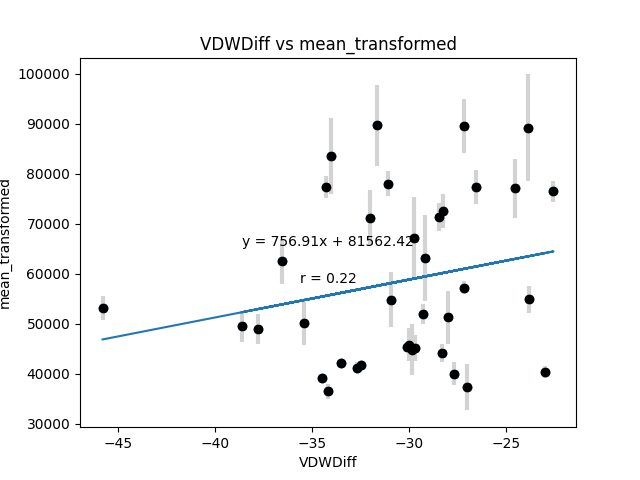 VDWDiff vs mean_transformed
mean_transformed
100000
90000
80000
70000
60000
50000
40000
30000
y = 756.91x + 81562.42
r = 0.22
−45
−40
−35
−30
−25
VDWDiff